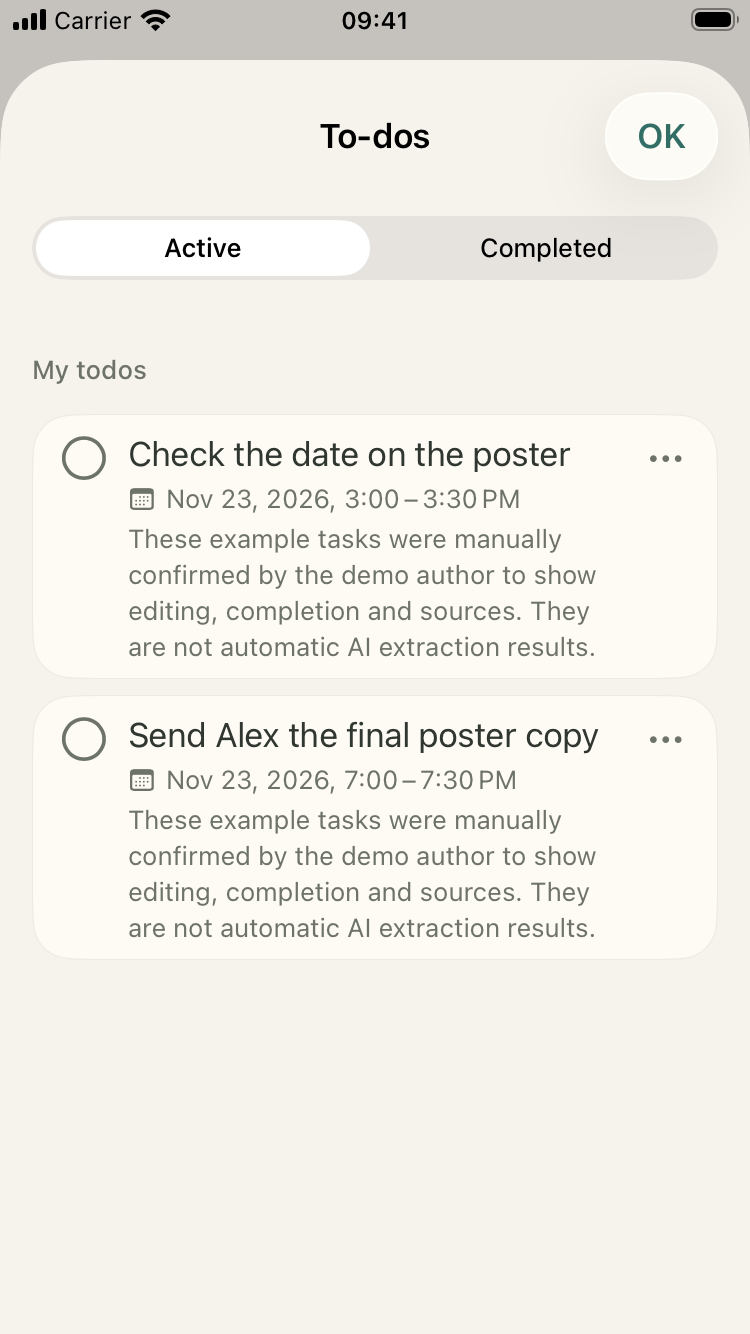 Carrier
09:41
To-dos
OK
Active
Completed
My todos
Check the date on the poster
Nov 23, 2026, 3:00 – 3:30 PM
These example tasks were manually
confirmed by the demo author to show
editing, completion and sources. They
are not automatic AI extraction results.
Send Alex the final poster copy
Nov 23, 2026, 7:00 – 7:30 PM
These example tasks were manually
confirmed by the demo author to show
editing, completion and sources. They
are not automatic AI extraction results.